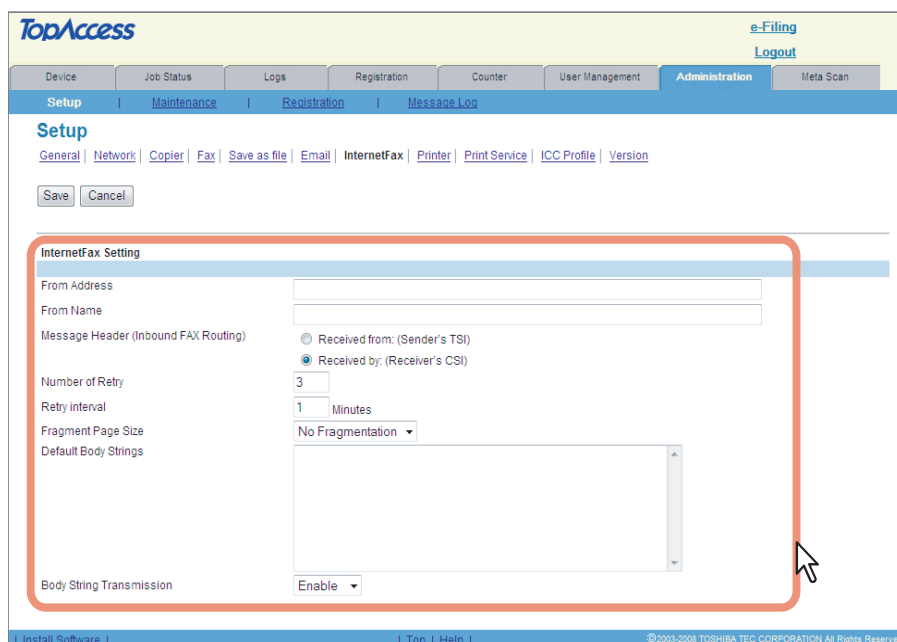 TopAccess
e-Filing
Logout
Device Job Status Logs Registration Counter User Management Administration Meta Scan
Setup | Maintenance | Registration | Message Log
Setup
General | Network | Copier | Fax | Save as file | Email | InternetFax | Printer | Print Service | ICC Profile | Version
Save Cancel
InternetFax Setting
From Address
From Name
Message Header (Inbound FAX Routing) Received from: (Sender's TSI)
Received by: (Receiver's CSI)
Number of Retry 3
Retry interval 1 Minutes
Fragment Page Size No Fragmentation
Default Body Strings
Body String Transmission Enable
| Install Software | | Top | Help | ©2003-2008 TOSHIBA TEC CORPORATION All Rights Reserve